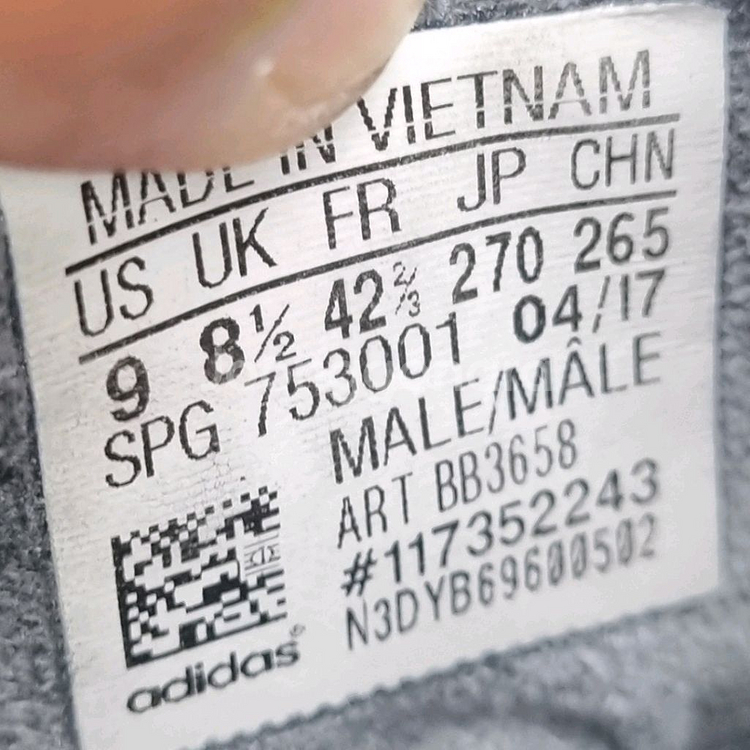 MADE IN VIETNAM
US UK FR JP CHN
9 8½ 42⅔ 270 265
SPG 753001 04/17
MALE/MÂLE
ART BB3658
#117352243
N3DYB69600502
adidas®